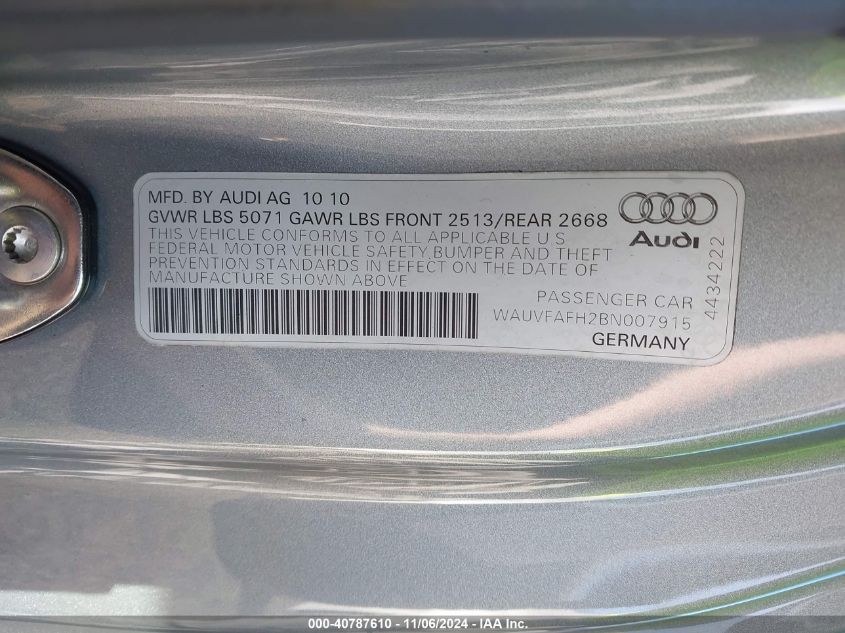 MFD. BY AUDI AG 10 10
GVWR LBS 5071 GAWR LBS FRONT 2513/REAR 2668
THIS VEHICLE CONFORMS TO ALL APPLICABLE U S
FEDERAL MOTOR VEHICLE SAFETY,BUMPER AND THEFT
PREVENTION STANDARDS IN EFFECT ON THE DATE OF
MANUFACTURE SHOWN ABOVE
PASSENGER CAR
WAUVFAFH2BN007915
GERMANY
Audi
4434222
000-40787610 - 11/06/2024 - IAA Inc.